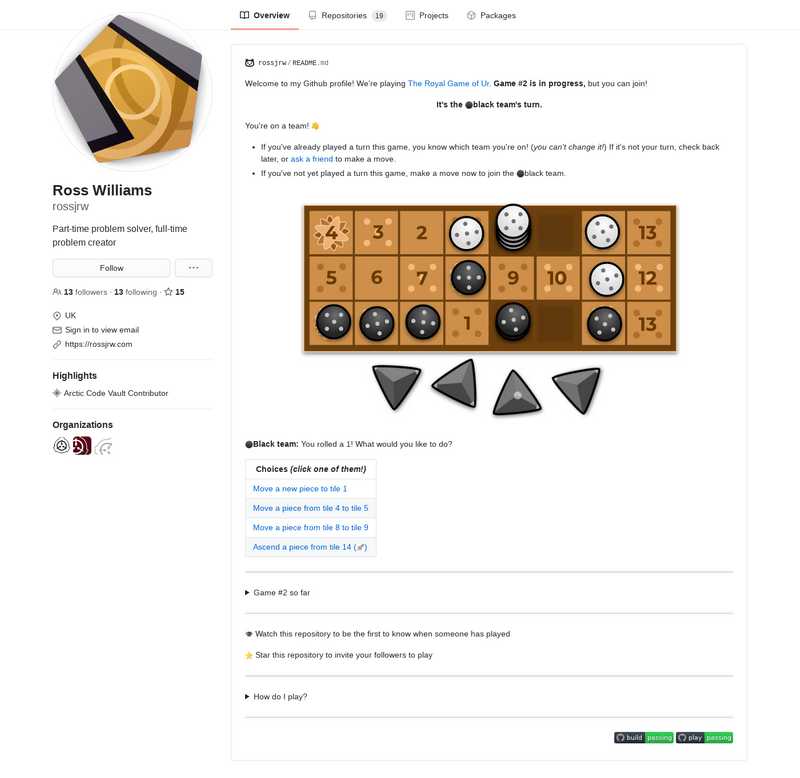 Overview
Repositories 19
Projects
Packages
Ross Williams
rossjrw
Part-time problem solver, full-time
problem creator
Follow
13 followers · 13 following · 15
UK
Sign in to view email
https://rossjrw.com
Highlights
Arctic Code Vault Contributor
Organizations
rossjrw/README.md
Welcome to my Github profile! We're playing The Royal Game of Ur. Game #2 is in progress, but you can join!
It's the black team's turn.
You're on a team!
If you've already played a turn this game, you know which team you're on! (you can't change it!) If it's not your turn, check back
later, or ask a friend to make a move.
If you've not yet played a turn this game, make a move now to join the black team.
4 3 2 13
5 6 7 9 10 12
1 13
Black team: You rolled a 1! What would you like to do?
Choices (click one of them!)
Move a new piece to tile 1
Move a piece from tile 4 to tile 5
Move a piece from tile 8 to tile 9
Ascend a piece from tile 14 ()
Game #2 so far
Watch this repository to be the first to know when someone has played
Star this repository to invite your followers to play
How do I play?
build passing play passing